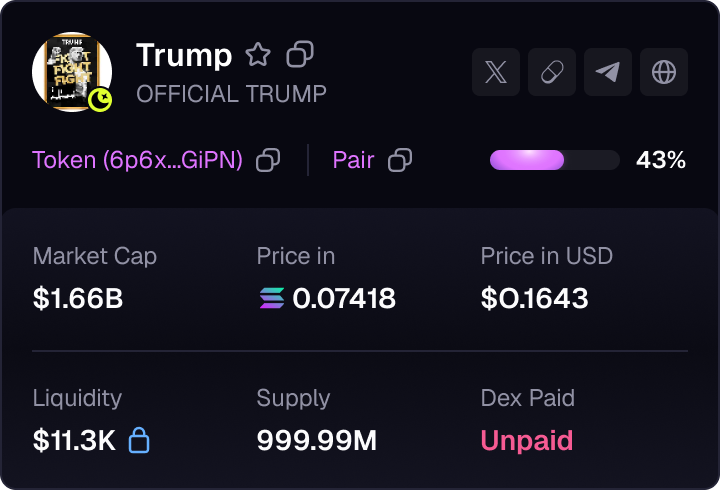 TRUMP
FIGHT
FIGHT
FIGHT
Trump
OFFICIAL TRUMP
Token (6p6x...GiPN)
Pair
43%
Market Cap
Price in
Price in USD
$1.66B
0.07418
$0.1643
Liquidity
Supply
Dex Paid
$11.3K
999.99M
Unpaid